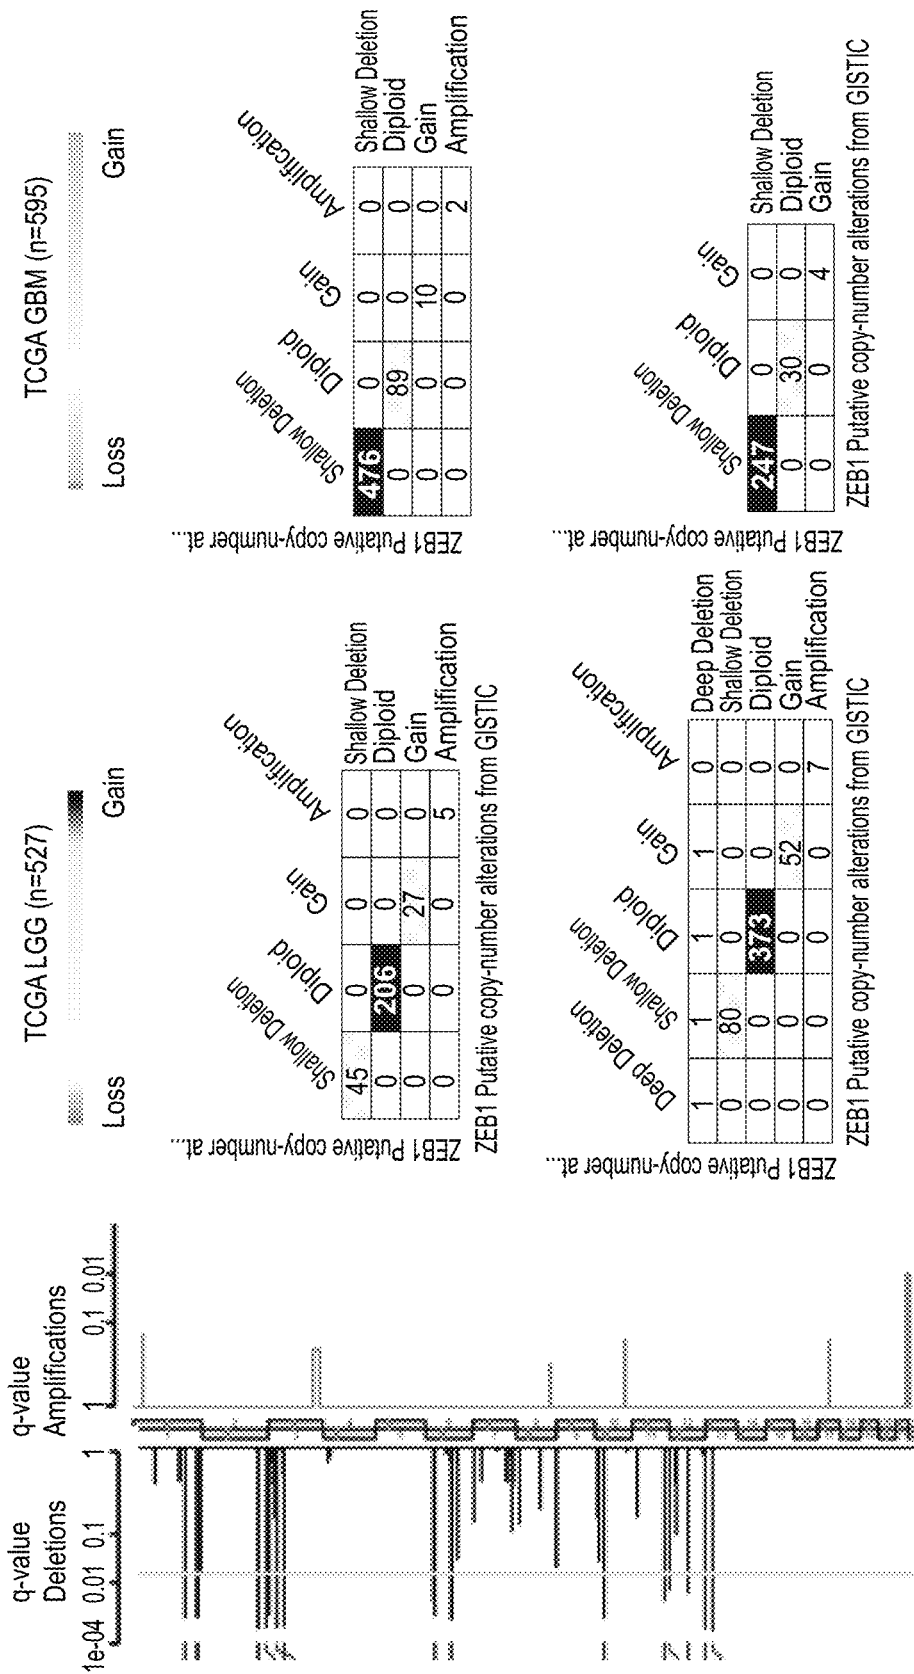 q-value
Deletions
1e-04 0.01 0.1 1
q-value
Amplifications
1 0.1 0.01
TCGA LGG (n=527)
Loss Gain
Shallow Deletion Diploid Gain Amplification
45 0 0 0 Shallow Deletion
0 206 0 0 Diploid
0 0 27 0 Gain
0 0 0 5 Amplification
ZEB1 Putative copy-number at...
ZEB1 Putative copy-number alterations from GISTIC
Deep Deletion Shallow Deletion Diploid Gain Amplification
1 1 1 1 0 Deep Deletion
0 80 0 0 0 Shallow Deletion
0 0 373 0 0 Diploid
0 0 0 52 0 Gain
0 0 0 0 7 Amplification
ZEB1 Putative copy-number at...
ZEB1 Putative copy-number alterations from GISTIC
TCGA GBM (n=595)
Loss Gain
Shallow Deletion Diploid Gain Amplification
476 0 0 0 Shallow Deletion
0 89 0 0 Diploid
0 0 10 0 Gain
0 0 0 2 Amplification
ZEB1 Putative copy-number at...
Shallow Deletion Diploid Gain
247 0 0 Shallow Deletion
0 30 0 Diploid
0 0 4 Gain
ZEB1 Putative copy-number at...
ZEB1 Putative copy-number alterations from GISTIC